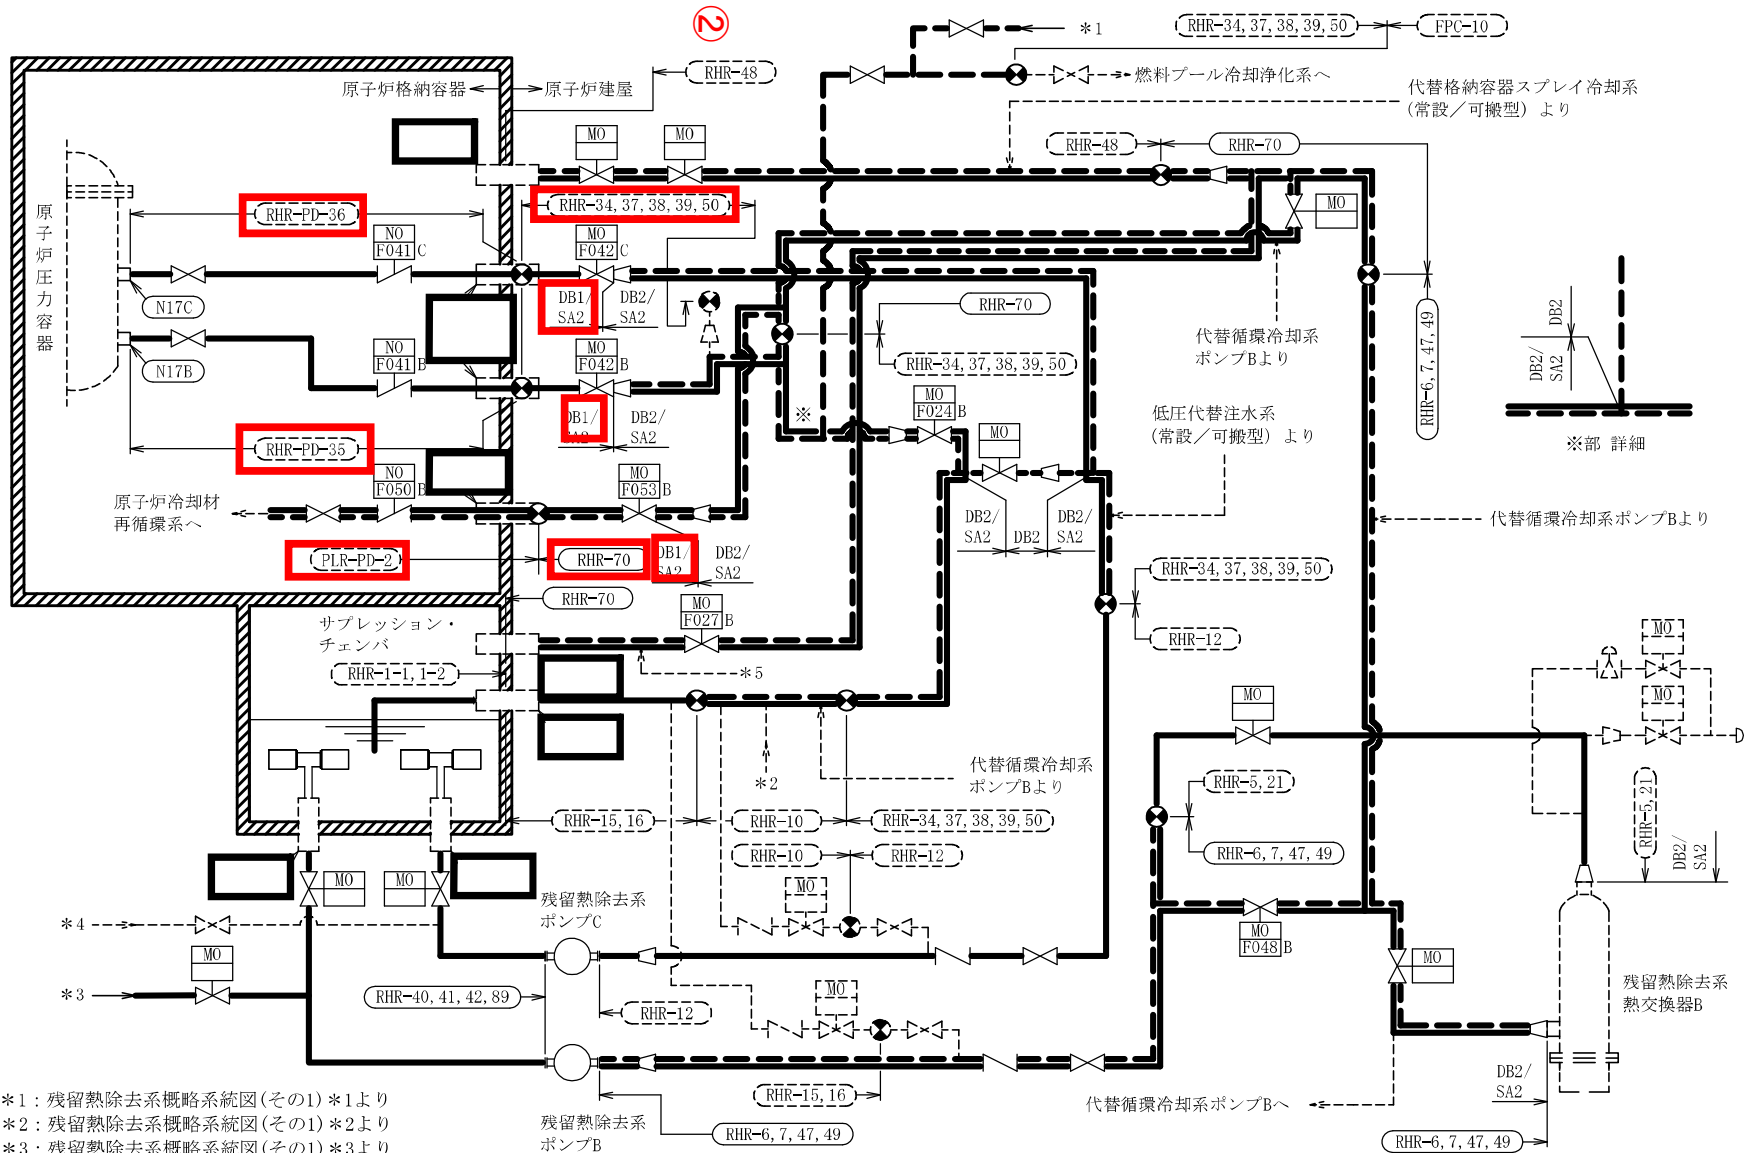 ②
RHR-34, 37, 38, 39, 50
FPC-10
*1
RHR-48
原子炉格納容器
原子炉建屋
燃料プール冷却浄化系へ
代替格納容器スプレイ冷却系
(常設／可搬型) より
MO
MO
RHR-48
RHR-70
原子炉圧力容器
RHR-PD-36
RHR-34, 37, 38, 39, 50
MO
NO
F041 C
MO
F042 C
N17C
DB1/
SA2
DB2/
SA2
RHR-70
代替循環冷却系
ポンプBより
DB2
DB2/
SA2
RHR-6, 7, 47, 49
NO
F041 B
MO
F042 B
N17B
RHR-34, 37, 38, 39, 50
MO
F024 B
※
DB1/
SA2
DB2/
SA2
MO
低圧代替注水系
(常設／可搬型) より
※部 詳細
RHR-PD-35
NO
F050 B
MO
F053 B
原子炉冷却材
再循環系へ
DB2/
SA2
DB2
DB2/
SA2
代替循環冷却系ポンプBより
PLR-PD-2
RHR-70
DB1/
SA2
DB2/
SA2
RHR-34, 37, 38, 39, 50
RHR-70
MO
F027 B
サプレッション・
チェンバ
RHR-12
MO
RHR-1-1, 1-2
*5
MO
MO
代替循環冷却系
ポンプBより
*2
RHR-5, 21
RHR-5, 21
DB2/
SA2
RHR-15, 16
RHR-10
RHR-34, 37, 38, 39, 50
RHR-10
RHR-12
RHR-6, 7, 47, 49
MO
MO
MO
残留熱除去系
ポンプC
*4
MO
F048 B
MO
MO
*3
RHR-40, 41, 42, 89
RHR-12
MO
残留熱除去系
熱交換器B
DB2/
SA2
RHR-15, 16
*1：残留熱除去系概略系統図(その1)*1より
*2：残留熱除去系概略系統図(その1)*2より
*3：残留熱除去系概略系統図(その1)*3より
残留熱除去系
ポンプB
RHR-6, 7, 47, 49
代替循環冷却系ポンプBへ
RHR-6, 7, 47, 49